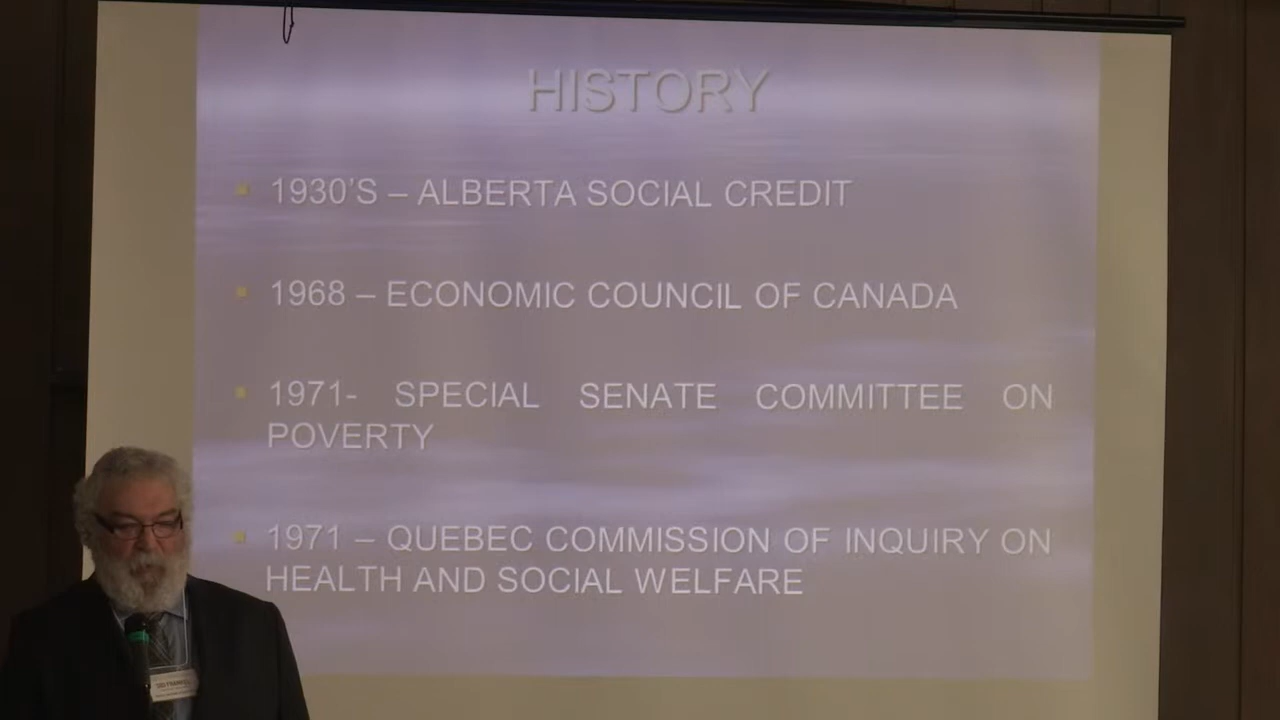 HISTORY
1930'S – ALBERTA SOCIAL CREDIT
1968 – ECONOMIC COUNCIL OF CANADA
1971- SPECIAL SENATE COMMITTEE ON
POVERTY
1971 – QUEBEC COMMISSION OF INQUIRY ON
HEALTH AND SOCIAL WELFARE